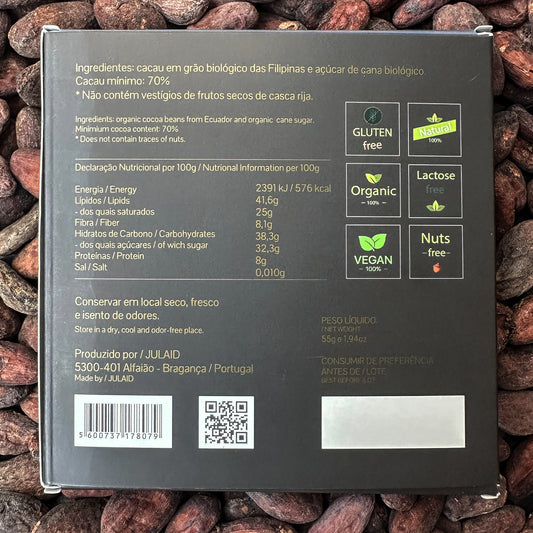 Ingredientes: cacau em grão biológico das Filipinas e açúcar de cana biológico
Cacau mínimo: 70%
* Não contém vestígios de frutos secos de casca rija.
Ingredients: organic cocoa beans from Ecuador and organic cane sugar.
Minimium cocoa content: 70%
* Does not contain traces of nuts.
Declaração Nutricional por 100g / Nutrional Information per 100g
Energia / Energy 2391 kJ / 576 kcal
Lípidos / Lipids 41,6g
- dos quais saturados 25g
Fibra / Fiber 8,1g
Hidratos de Carbono / Carbohydrates 38,3g
- dos quais açúcares / of wich sugar 32,3g
Proteínas / Protein 8g
Sal / Salt 0,010g
GLUTEN
free
Natural
100%
Organic
100%
Lactose
free
VEGAN
100%
Nuts
free
Conservar em local seco, fresco
e isento de odores.
Store in a dry, cool and odor-free place.
PESO LÍQUIDO
/ NET WEIGHT
55g e 1,94oz
Produzido por / JULAID
5300-401 Alfaião - Bragança / Portugal
Made by / JULAID
CONSUMIR DE PREFERÊNCIA
ANTES DE / LOTE
BEST BEFORE /LOT
5 600737 178079